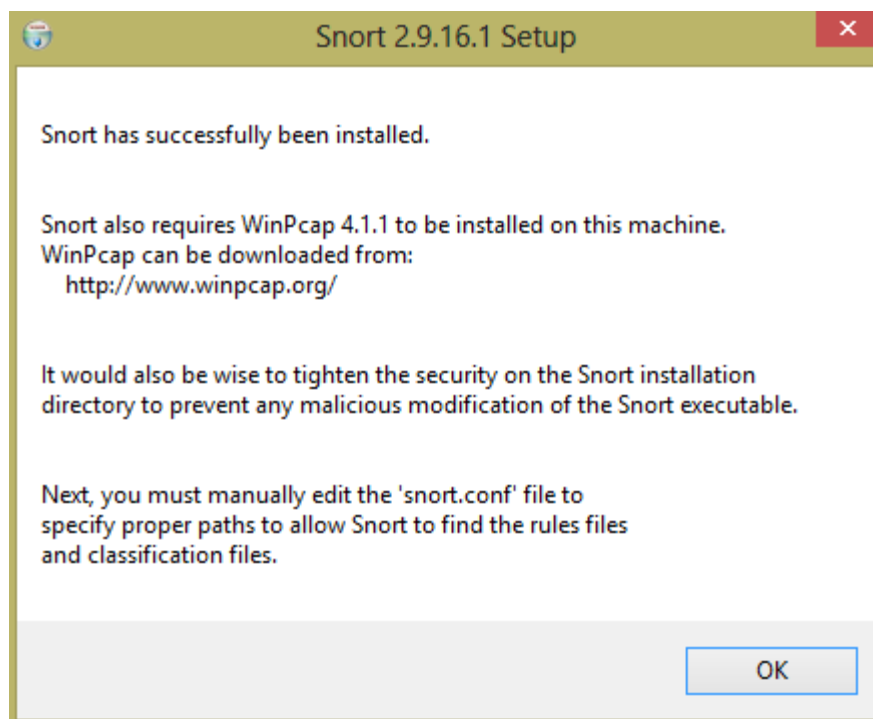 Snort 2.9.16.1 Setup
Snort has successfully been installed.
Snort also requires WinPcap 4.1.1 to be installed on this machine.
WinPcap can be downloaded from:
http://www.winpcap.org/
It would also be wise to tighten the security on the Snort installation
directory to prevent any malicious modification of the Snort executable.
Next, you must manually edit the 'snort.conf' file to
specify proper paths to allow Snort to find the rules files
and classification files.
OK